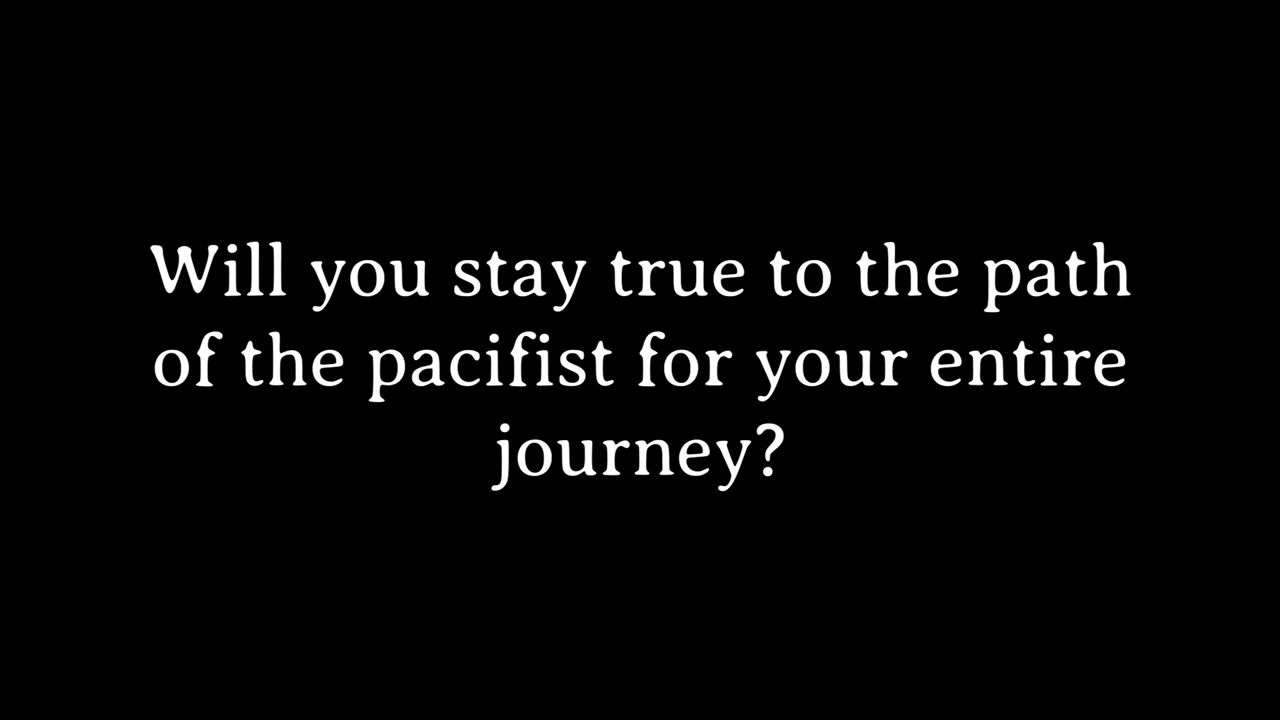 Will you stay true to the path
of the pacifist for your entire
journey?